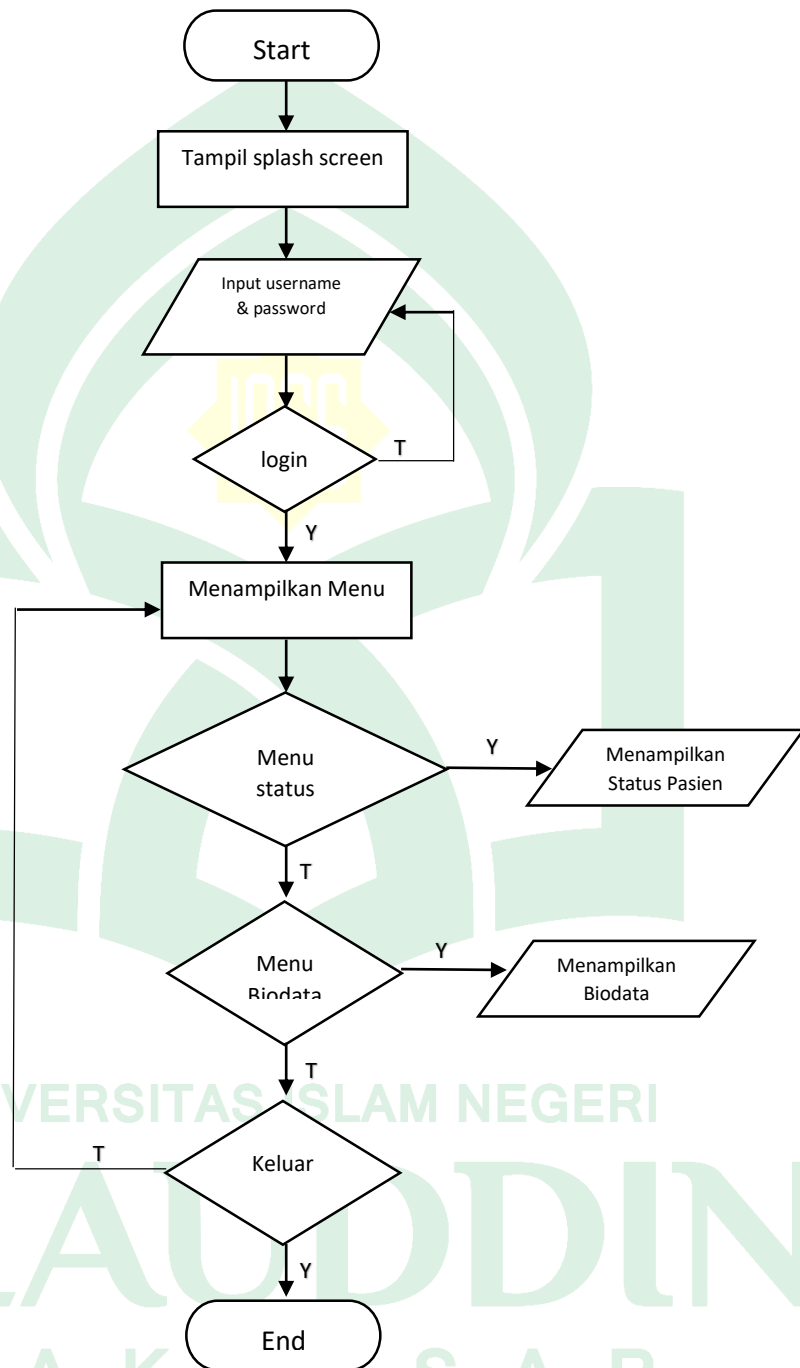 Start
Tampil splash screen
Input username
& password
login
T
Y
Menampilkan Menu
Menu
status
Y
Menampilkan
Status Pasien
T
Menu
Biodata
Y
Menampilkan
Biodata
T
VERSITAS ISLAM NEGERI
Keluar
T
LAUDDIN
Y
End
A K S A R